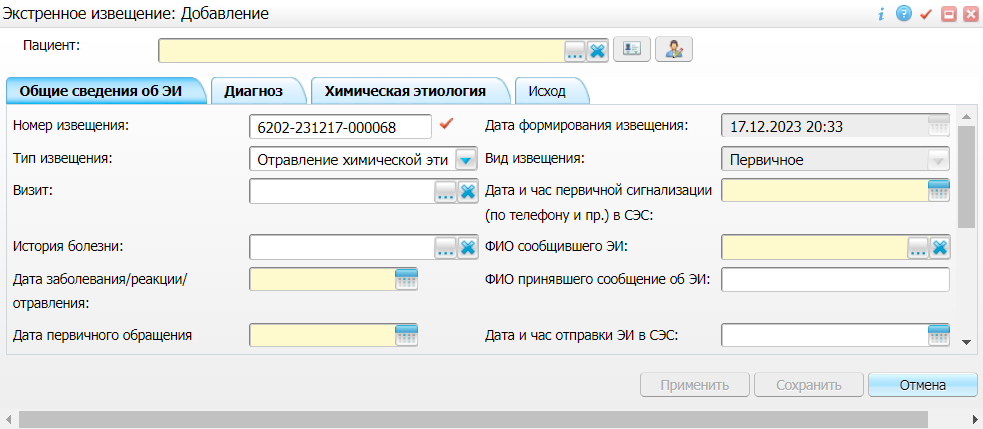 Экстренное извещение: Добавление
Пациент:
Общие сведения об ЭИ Диагноз Химическая этиология Исход
Номер извещения: 6202-231217-000068 Дата формирования извещения: 17.12.2023 20:33
Тип извещения: Отравление химической эти Вид извещения: Первичное
Визит: Дата и час первичной сигнализации
(по телефону и пр.) в СЭС:
История болезни: ФИО сообщившего ЭИ:
Дата заболевания/реакции/ ФИО принявшего сообщение об ЭИ:
отравления:
Дата первичного обращения Дата и час отправки ЭИ в СЭС:
Применить Сохранить Отмена